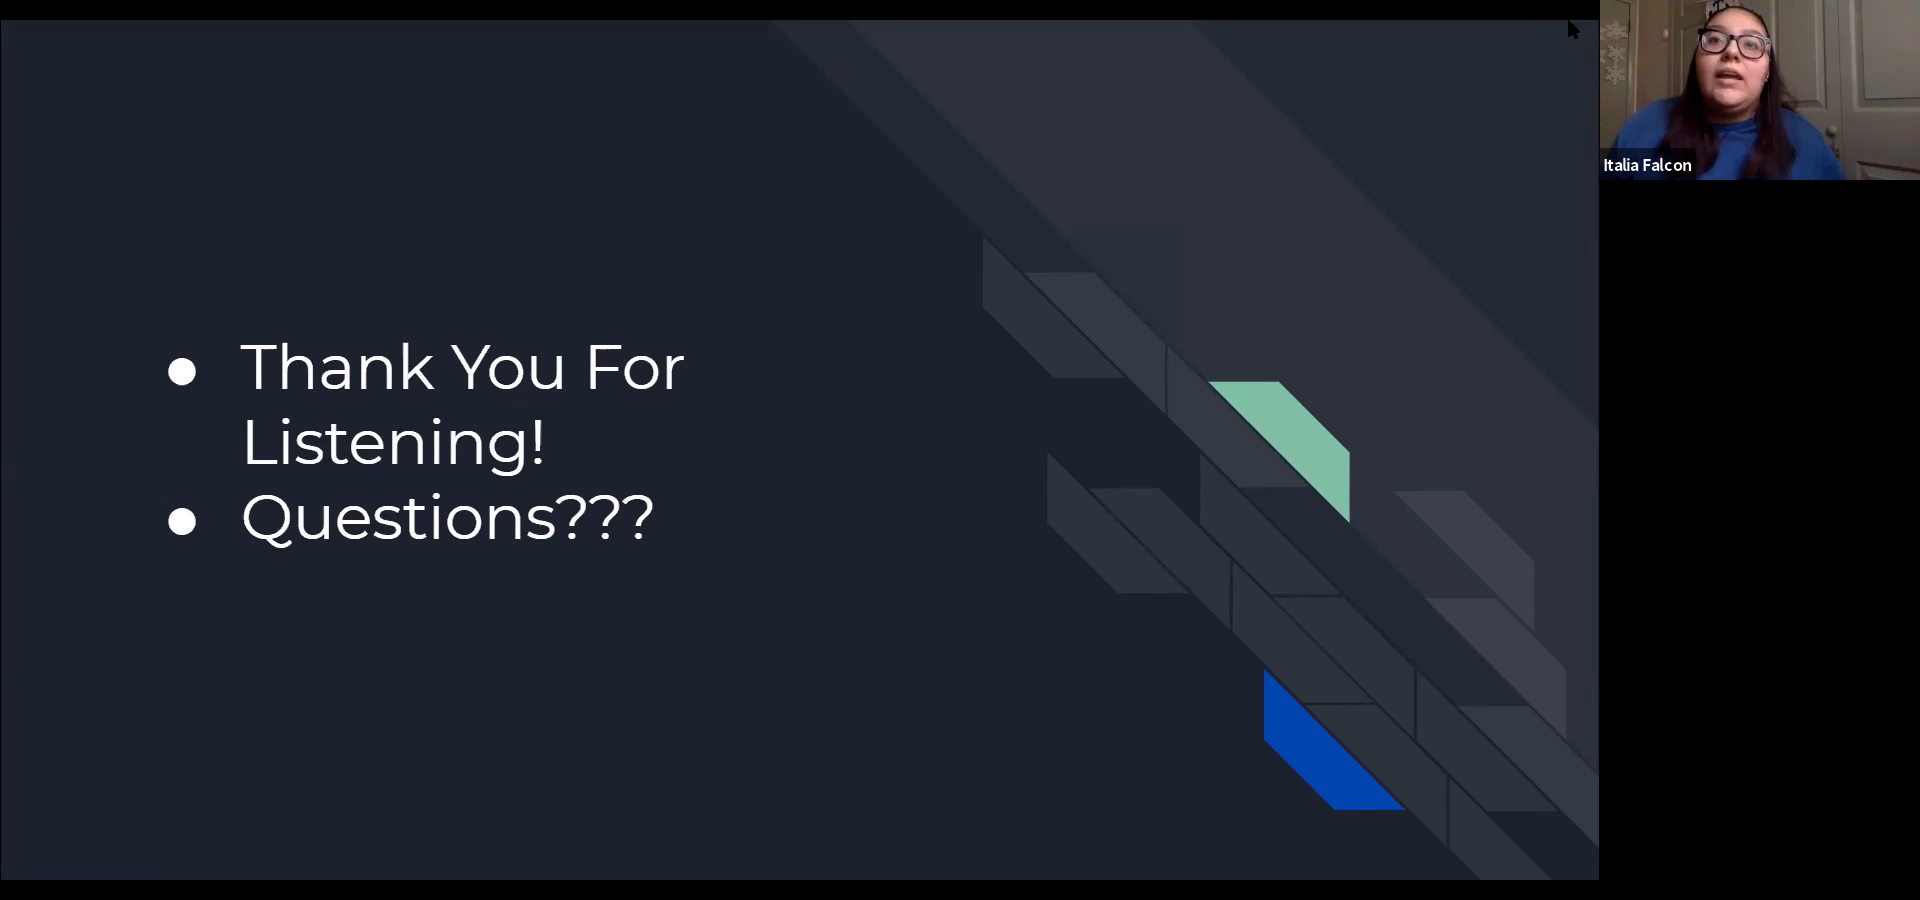 ● Thank You For
Listening!
● Questions???
Italia Falcon